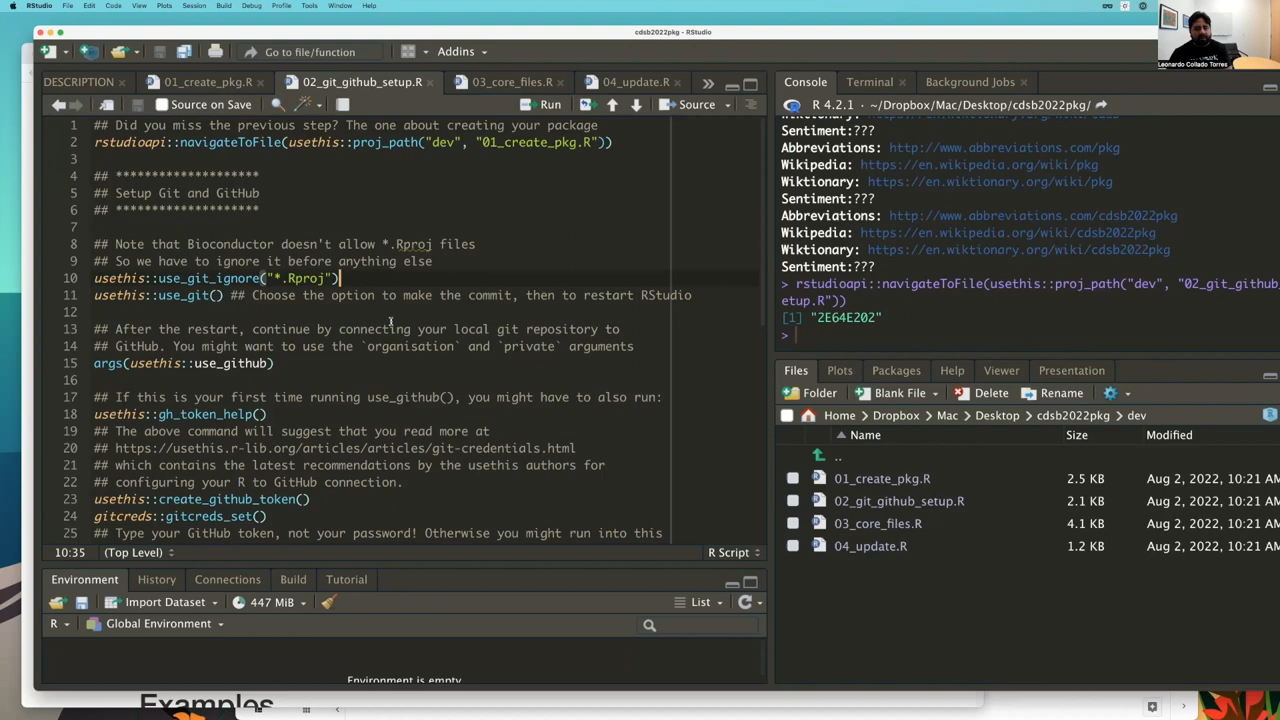 RStudio File Edit Code View Plots Session Build Debug Profile Tools Window Help
cdsb2022pkg - RStudio
Go to file/function Addins
DESCRIPTION 01_create_pkg.R 02_git_github_setup.R 03_core_files.R 04_update.R
Source on Save Run Source
1 ## Did you miss the previous step? The one about creating your package
2 rstudioapi::navigateToFile(usethis::proj_path("dev", "01_create_pkg.R"))
3
4 ## ********************
5 ## Setup Git and GitHub
6 ## ********************
7
8 ## Note that Bioconductor doesn't allow *.Rproj files
9 ## So we have to ignore it before anything else
10 usethis::use_git_ignore("*.Rproj")
11 usethis::use_git() ## Choose the option to make the commit, then to restart RStudio
12
13 ## After the restart, continue by connecting your local git repository to
14 ## GitHub. You might want to use the `organisation` and `private` arguments
15 args(usethis::use_github)
16
17 ## If this is your first time running use_github(), you might have to also run:
18 usethis::gh_token_help()
19 ## The above command will suggest that you read more at
20 ## https://usethis.r-lib.org/articles/articles/git-credentials.html
21 ## which contains the latest recommendations by the usethis authors for
22 ## configuring your R to GitHub connection.
23 usethis::create_github_token()
24 gitcreds::gitcreds_set()
25 ## Type your GitHub token, not your password! Otherwise you might run into this
10:35 (Top Level) R Script
Environment History Connections Build Tutorial
Import Dataset 447 MiB List
R Global Environment
Environment is empty
Console Terminal Background Jobs
R 4.2.1 · ~/Dropbox/Mac/Desktop/cdsb2022pkg/
Sentiment:???
Abbreviations: http://www.abbreviations.com/pkg
Wikipedia: https://en.wikipedia.org/wiki/pkg
Wiktionary: https://en.wiktionary.org/wiki/pkg
Sentiment:???
Abbreviations: http://www.abbreviations.com/cdsb2022pkg
Wikipedia: https://en.wikipedia.org/wiki/cdsb2022pkg
Wiktionary: https://en.wiktionary.org/wiki/cdsb2022pkg
Sentiment:???
> rstudioapi::navigateToFile(usethis::proj_path("dev", "02_git_github_s
etup.R"))
[1] "2E64E202"
>
Files Plots Packages Help Viewer Presentation
Folder Blank File Delete Rename
Home Dropbox Mac Desktop cdsb2022pkg dev
Name Size Modified
..
01_create_pkg.R 2.5 KB Aug 2, 2022, 10:21 AM
02_git_github_setup.R 2.1 KB Aug 2, 2022, 10:21 AM
03_core_files.R 4.1 KB Aug 2, 2022, 10:21 AM
04_update.R 1.2 KB Aug 2, 2022, 10:21 AM
Leonardo Collado Torres
Examples